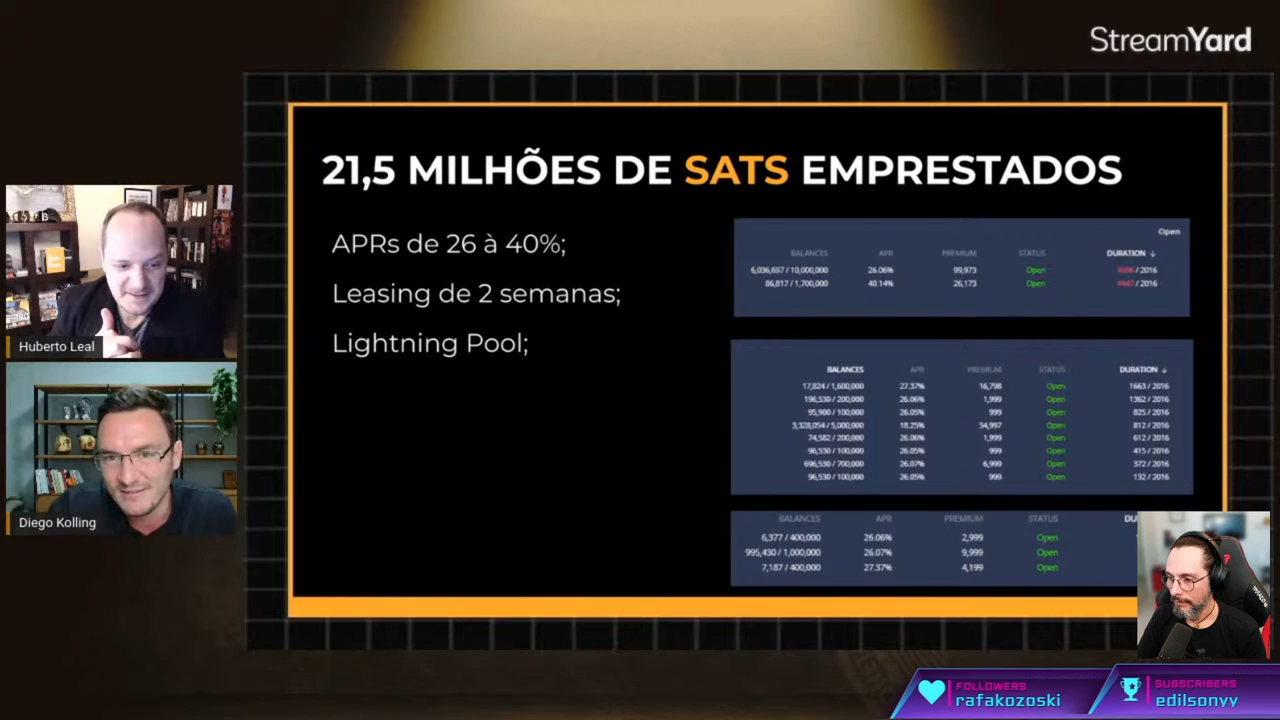 StreamYard
21,5 MILHÕES DE SATS EMPRESTADOS
APRs de 26 à 40%;
Leasing de 2 semanas;
Lightning Pool;
Open
BALANCES APR PREMIUM STATUS DURATION ↓
6,036,697 / 10,000,000 26.06% 99,973 Open / 2016
86,817 / 1,700,000 40.14% 26,173 Open / 2016
BALANCES APR PREMIUM STATUS DURATION ↓
17,824 / 1,600,000 27.37% 16,798 Open 1663 / 2016
196,530 / 200,000 26.06% 1,999 Open 1362 / 2016
95,900 / 100,000 26.05% 999 Open 825 / 2016
3,328,054 / 5,000,000 18.25% 34,997 Open 812 / 2016
74,582 / 200,000 26.06% 1,999 Open 612 / 2016
96,530 / 100,000 26.05% 999 Open 415 / 2016
696,530 / 700,000 26.07% 6,999 Open 372 / 2016
96,530 / 100,000 26.05% 999 Open 132 / 2016
BALANCES APR PREMIUM STATUS DU
6,377 / 400,000 26.06% 2,999 Open
995,430 / 1,000,000 26.07% 9,999 Open
7,187 / 400,000 27.37% 4,199 Open
Huberto Leal
Diego Kolling
FOLLOWERS
rafakozoski
SUBSCRIBERS
edilsonyv